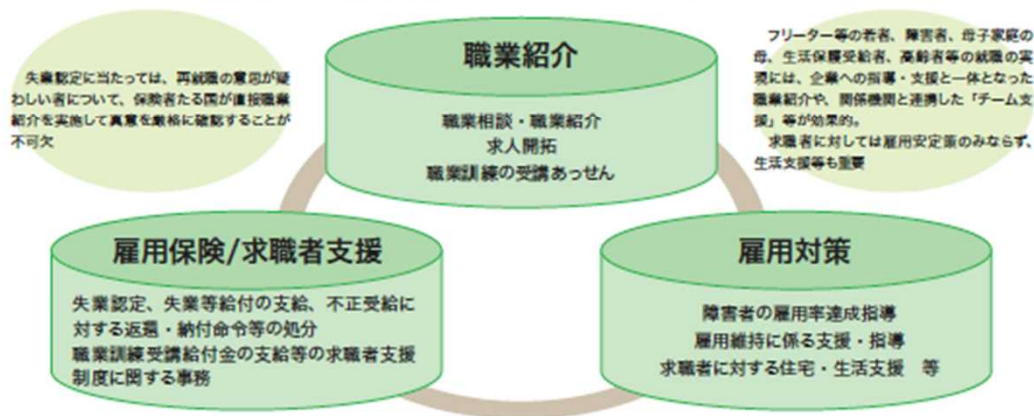 失業認定に当たっては、再就職の意図が疑
わしい者について、保険者たる国が直接職業
紹介を実施して真意を厳格に確認することが
不可欠
職業紹介
職業相談・職業紹介
求人開拓
職業訓練の受講あっせん
フリーター等の若者、障害者、母子家庭の
母、生活保護受給者、高齢者等の就職の実
現には、企業への指導・支援と一体となった
職業紹介や、関係機関と連携した「チーム支
援」等が効果的。
求職者に対しては雇用安定策のみならず、
生活支援等も重要
雇用保険/求職者支援
失業認定、失業等給付の支給、不正受給に
対する返還・納付命令等の処分
職業訓練受講給付金の支給等の求職者支援
制度に関する事務
雇用対策
障害者の雇用率達成指導
雇用維持に係る支援・指導
求職者に対する住宅・生活支援　等